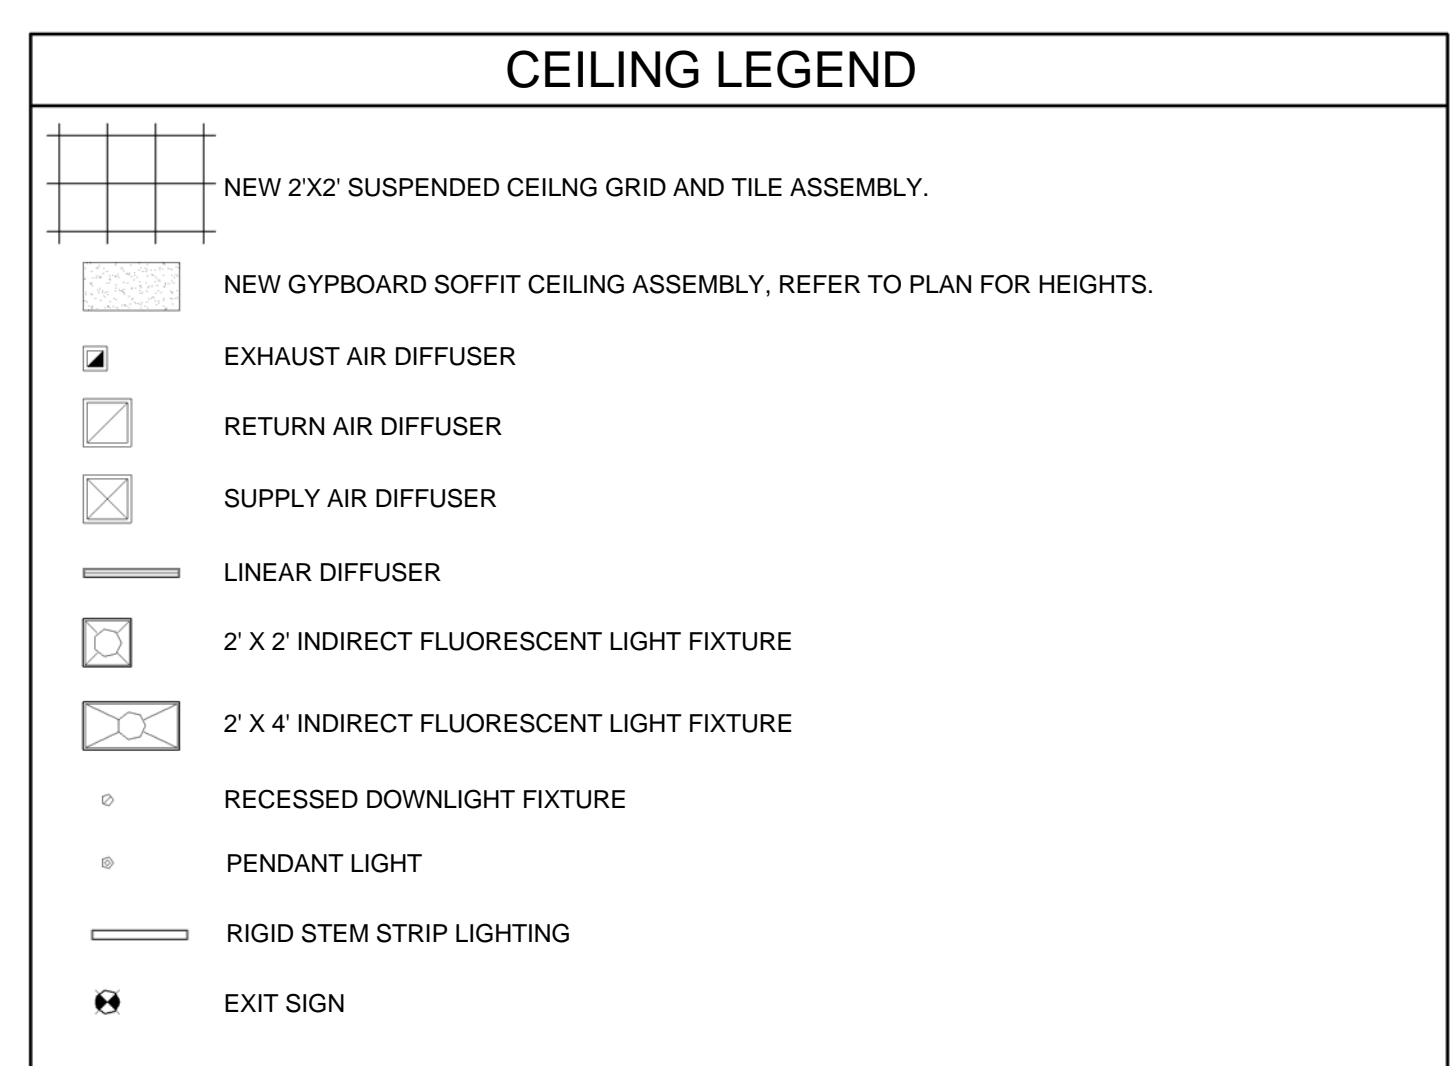 CEILING LEGEND
NEW 2'X2' SUSPENDED CEILNG GRID AND TILE ASSEMBLY.
NEW GYPBOARD SOFFIT CEILING ASSEMBLY, REFER TO PLAN FOR HEIGHTS.
EXHAUST AIR DIFFUSER
RETURN AIR DIFFUSER
SUPPLY AIR DIFFUSER
LINEAR DIFFUSER
2' X 2' INDIRECT FLUORESCENT LIGHT FIXTURE
2' X 4' INDIRECT FLUORESCENT LIGHT FIXTURE
RECESSED DOWNLIGHT FIXTURE
PENDANT LIGHT
RIGID STEM STRIP LIGHTING
EXIT SIGN